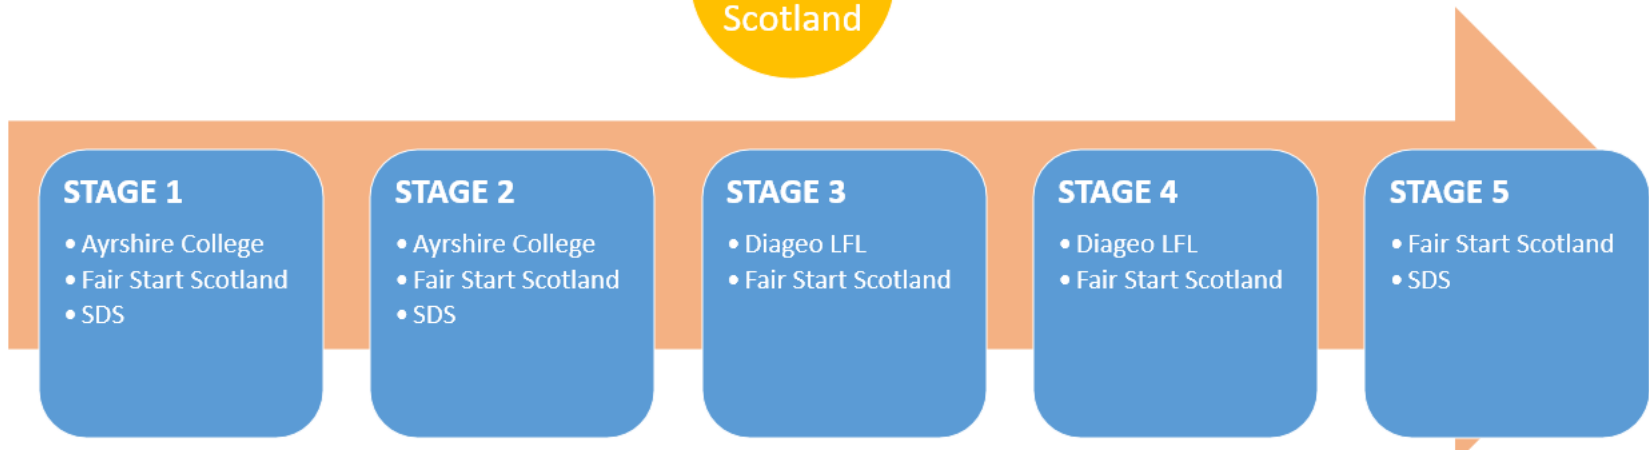 Scotland
STAGE 1
• Ayrshire College
• Fair Start Scotland
• SDS
STAGE 2
• Ayrshire College
• Fair Start Scotland
• SDS
STAGE 3
• Diageo LFL
• Fair Start Scotland
STAGE 4
• Diageo LFL
• Fair Start Scotland
STAGE 5
• Fair Start Scotland
• SDS